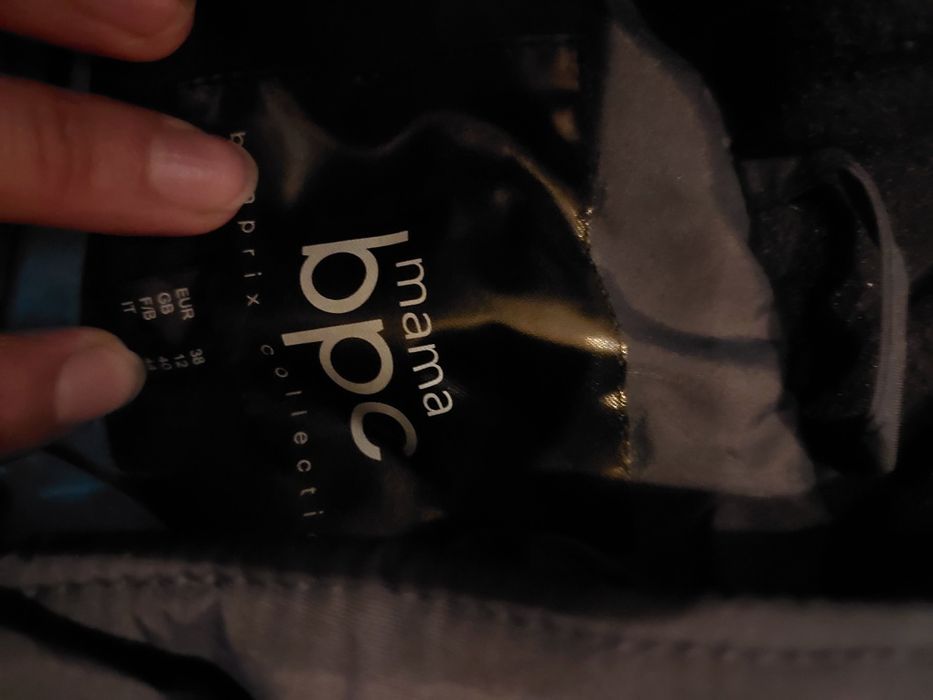 mama
bpc
prix collecti
EUR 38
GB 12
F/B 40
IT